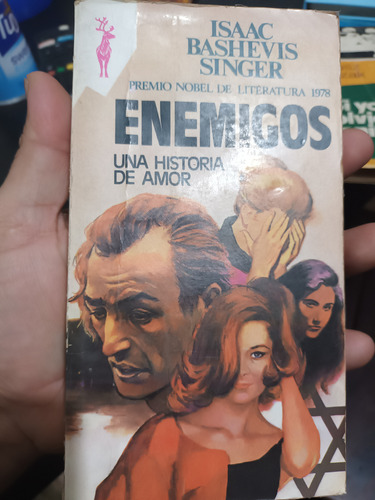 ISAAC
BASHEVIS
SINGER
PREMIO NOBEL DE LITERATURA 1978
ENEMIGOS
UNA HISTORIA
DE AMOR